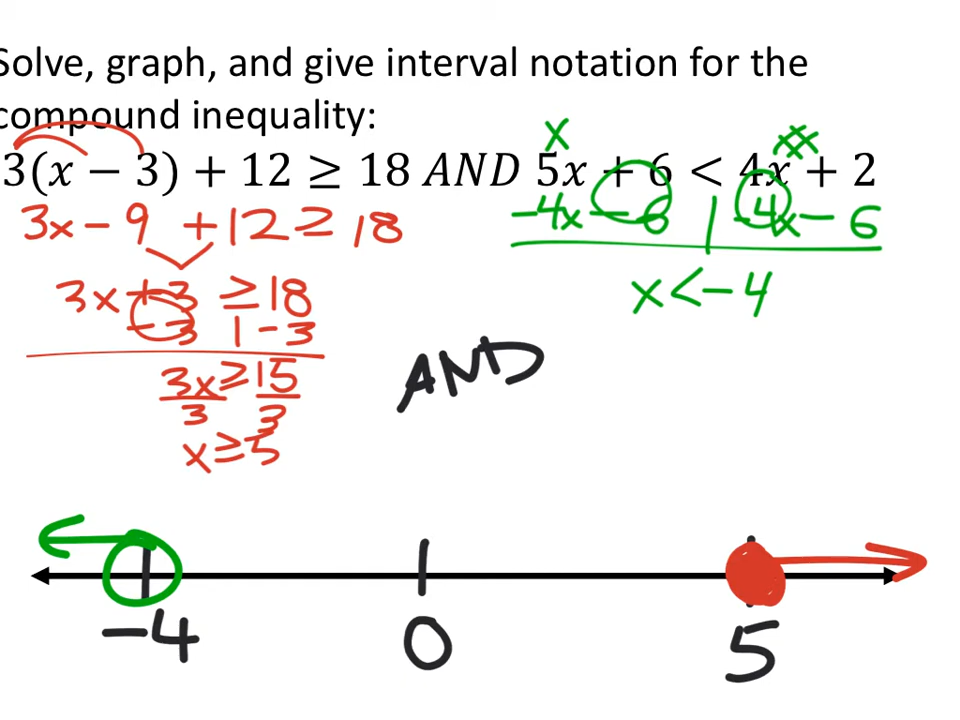 Solve, graph, and give interval notation for the
compound inequality:
3(x − 3) + 12 ≥ 18 AND 5x + 6 < 4x + 2
x
3x − 9 + 12 ≥ 18
-4x − 6 | -4x − 6
3x + 3 ≥ 18
x < −4
− 3 | − 3
AND
3x ≥ 15
3 3
x ≥ 5
−4 0 5